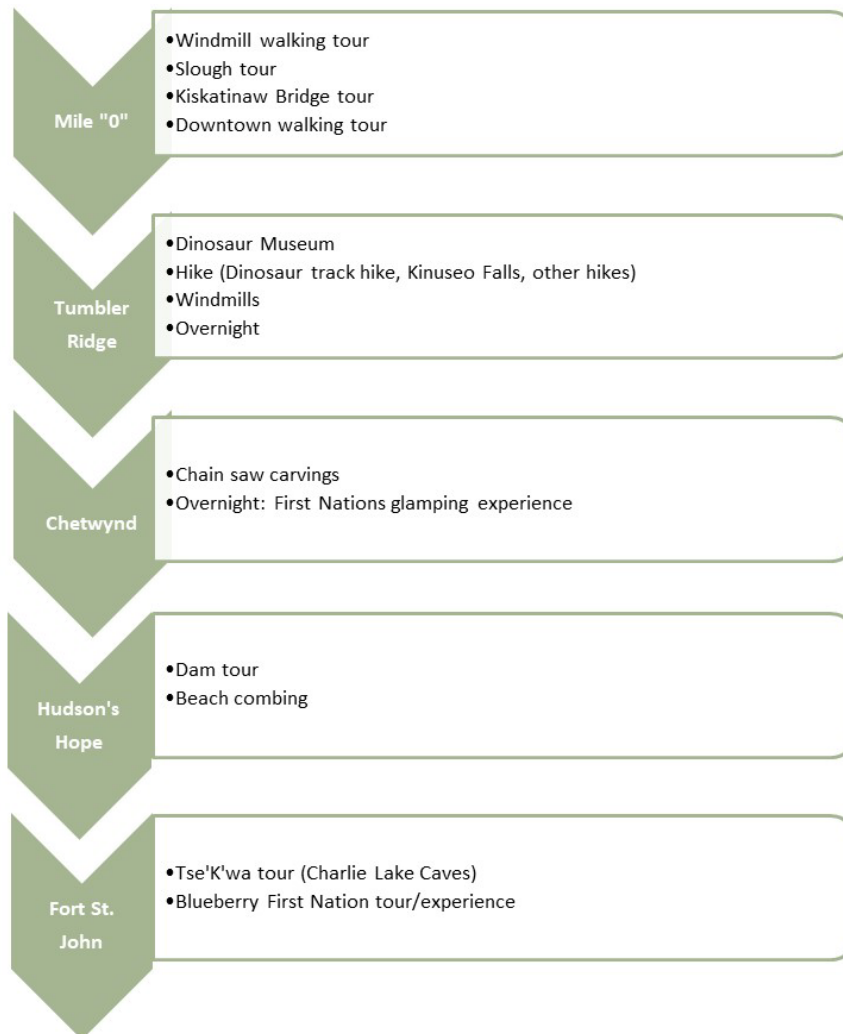 Mile "0"
•Windmill walking tour
•Slough tour
•Kiskatinaw Bridge tour
•Downtown walking tour
Tumbler
Ridge
•Dinosaur Museum
•Hike (Dinosaur track hike, Kinuseo Falls, other hikes)
•Windmills
•Overnight
Chetwynd
•Chain saw carvings
•Overnight: First Nations glamping experience
Hudson's
Hope
•Dam tour
•Beach combing
Fort St.
John
•Tse'K'wa tour (Charlie Lake Caves)
•Blueberry First Nation tour/experience